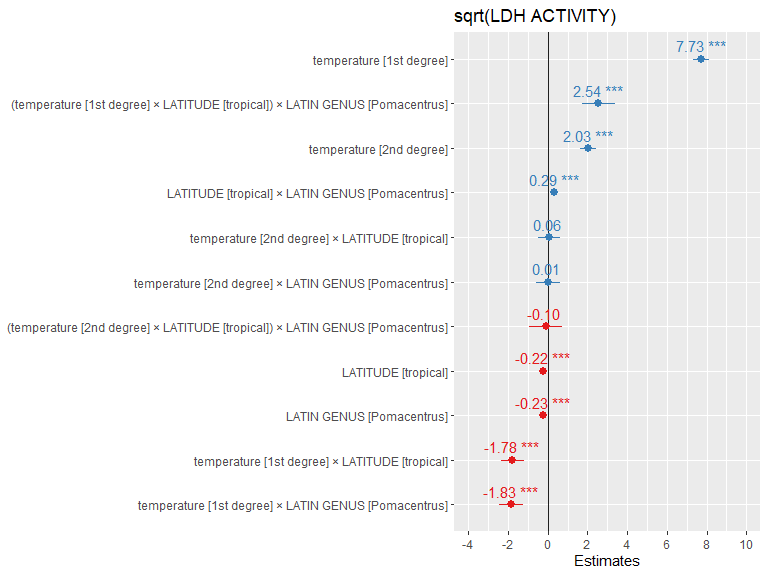 sqrt(LDH ACTIVITY)
temperature [1st degree]
7.73 ***
(temperature [1st degree] × LATITUDE [tropical]) × LATIN GENUS [Pomacentrus]
2.54 ***
temperature [2nd degree]
2.03 ***
LATITUDE [tropical] × LATIN GENUS [Pomacentrus]
0.29 ***
temperature [2nd degree] × LATITUDE [tropical]
0.06
temperature [2nd degree] × LATIN GENUS [Pomacentrus]
0.01
(temperature [2nd degree] × LATITUDE [tropical]) × LATIN GENUS [Pomacentrus]
-0.10
LATITUDE [tropical]
-0.22 ***
LATIN GENUS [Pomacentrus]
-0.23 ***
temperature [1st degree] × LATITUDE [tropical]
-1.78 ***
temperature [1st degree] × LATIN GENUS [Pomacentrus]
-1.83 ***
-4 -2 0 2 4 6 8 10
Estimates